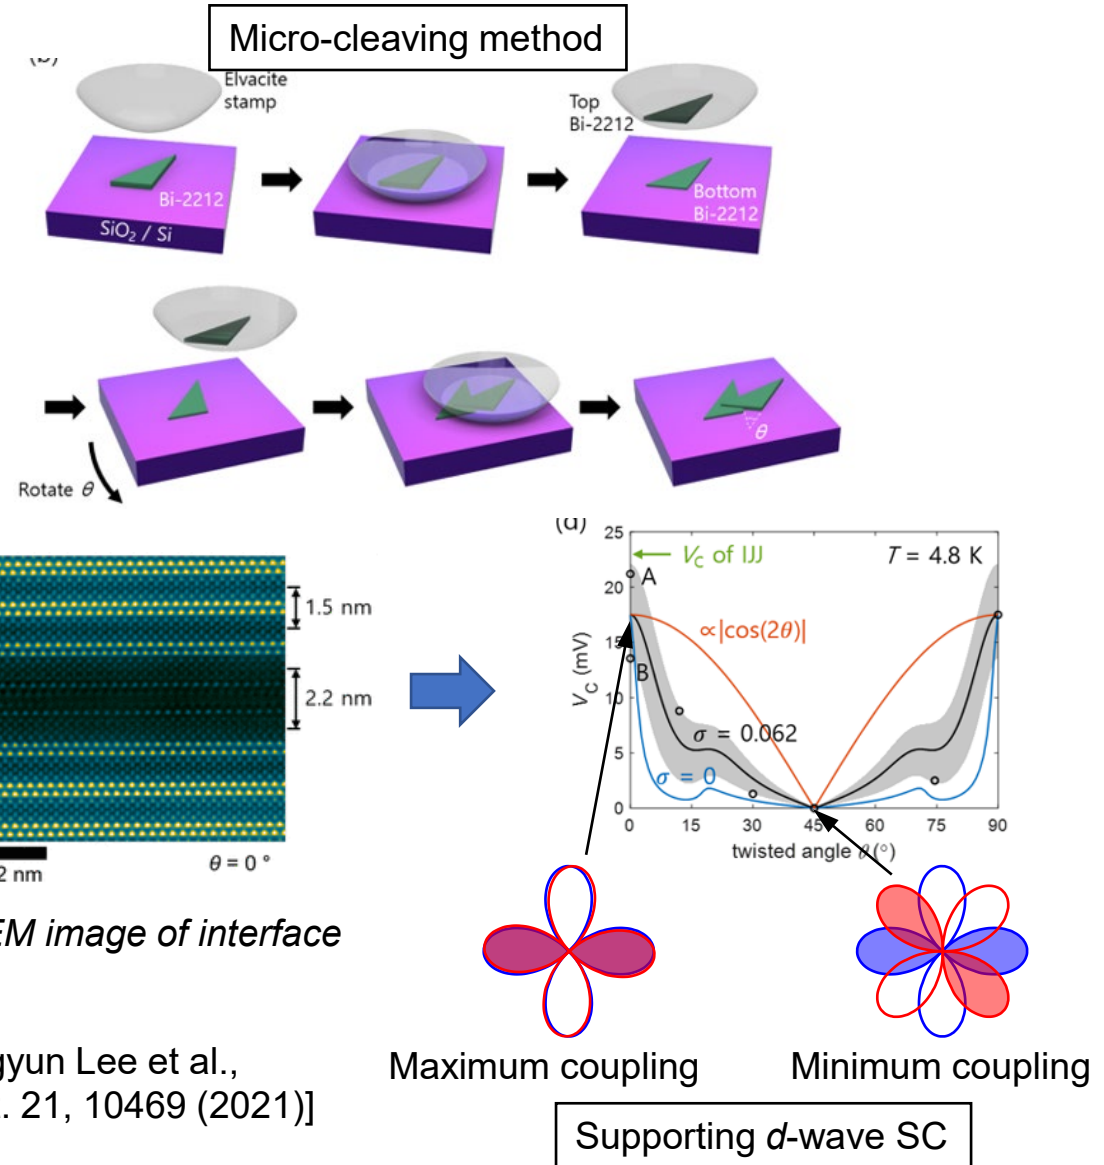 Micro-cleaving method
(b)
Elvacite
stamp
Top
Bi-2212
Bi-2212
SiO2 / Si
Bottom
Bi-2212
Rotate θ
θ
1.5 nm
2.2 nm
2 nm
θ = 0 °
EM image of interface
(d)
25
20
15
10
5
0
VC (mV)
VC of IJJ
T = 4.8 K
A
B
∝|cos(2θ)|
σ = 0.062
σ = 0
0 15 30 45 60 75 90
twisted angle θ (°)
Maximum coupling
Minimum coupling
gyun Lee et al.,
. 21, 10469 (2021)]
Supporting d-wave SC